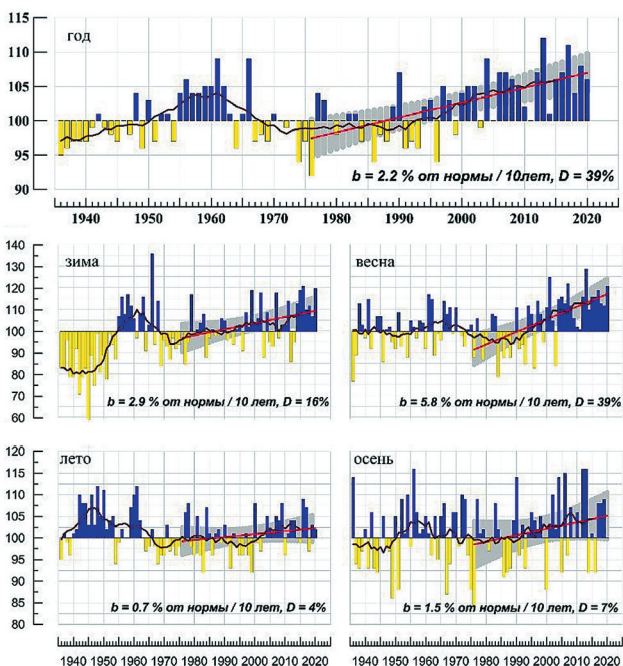 год
115
110
105
100
95
90
b = 2.2 % от нормы / 10лет, D = 39%
1940 1950 1960 1970 1980 1990 2000 2010 2020
зима
140
130
120
110
100
90
80
70
60
b = 2.9 % от нормы / 10 лет, D = 16%
весна
b = 5.8 % от нормы / 10 лет, D = 39%
лето
120
115
110
105
100
95
90
85
80
b = 0.7 % от нормы / 10 лет, D = 4%
осень
b = 1.5 % от нормы / 10 лет, D = 7%
1940 1950 1960 1970 1980 1990 2000 2010 2020
1940 1950 1960 1970 1980 1990 2000 2010 2020